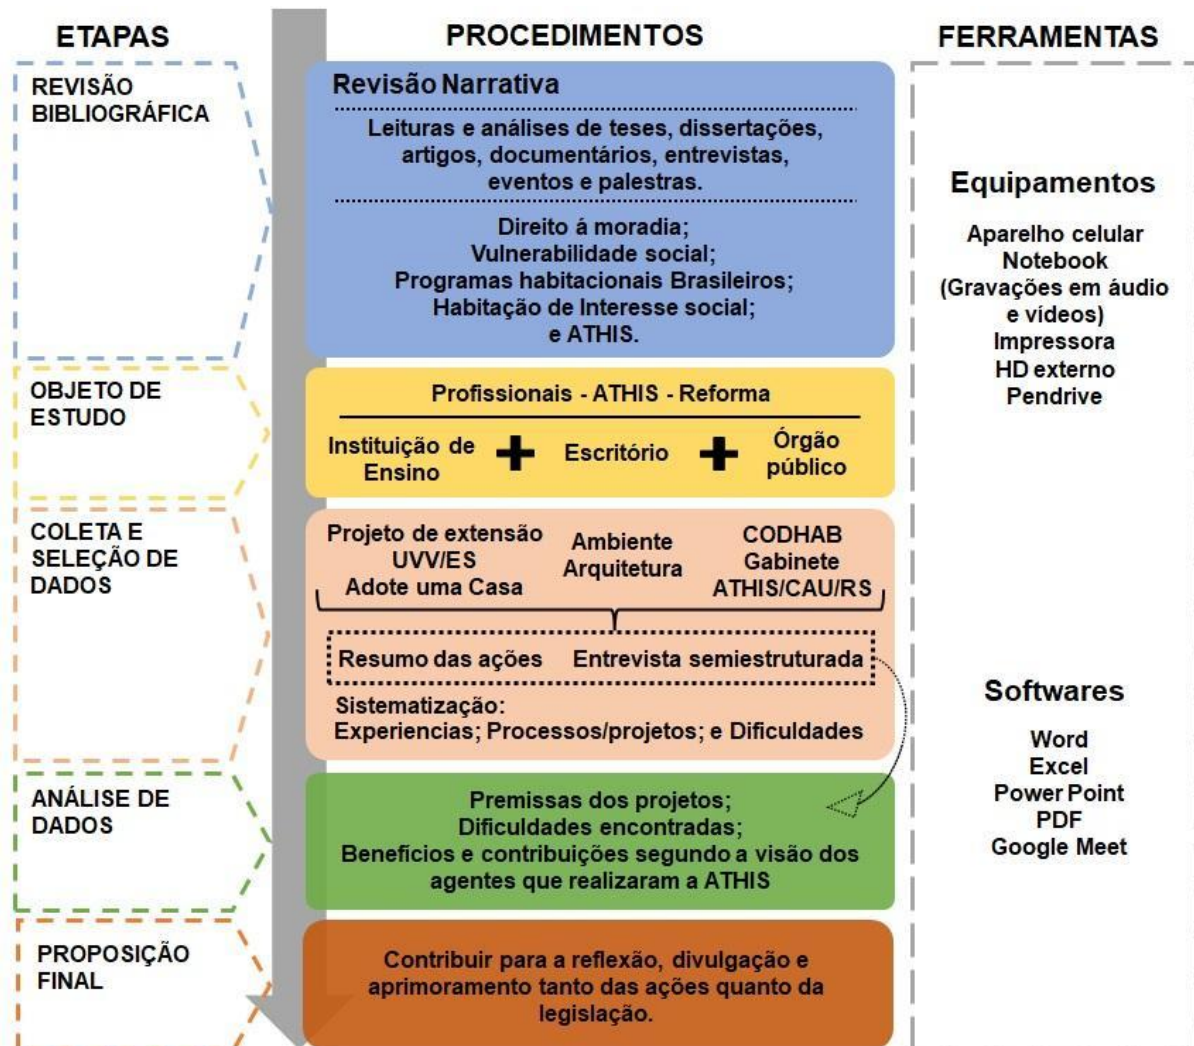 ETAPAS
PROCEDIMENTOS
FERRAMENTAS
REVISÃO
BIBLIOGRÁFICA
Revisão Narrativa
Leituras e análises de teses, dissertações,
artigos, documentários, entrevistas,
eventos e palestras.
Direito á moradia;
Vulnerabilidade social;
Programas habitacionais Brasileiros;
Habitação de Interesse social;
e ATHIS.
OBJETO DE
ESTUDO
Profissionais - ATHIS - Reforma
Instituição de
Ensino
+
Escritório
+
Órgão
público
COLETA E
SELEÇÃO DE
DADOS
Projeto de extensão
UVV/ES
Adote uma Casa
Ambiente
Arquitetura
CODHAB
Gabinete
ATHIS/CAU/RS
Resumo das ações
Entrevista semiestruturada
Sistematização:
Experiencias; Processos/projetos; e Dificuldades
ANÁLISE DE
DADOS
Premissas dos projetos;
Dificuldades encontradas;
Benefícios e contribuições segundo a visão dos
agentes que realizaram a ATHIS
PROPOSIÇÃO
FINAL
Contribuir para a reflexão, divulgação e
aprimoramento tanto das ações quanto da
legislação.
Equipamentos
Aparelho celular
Notebook
(Gravações em áudio
e vídeos)
Impressora
HD externo
Pendrive
Softwares
Word
Excel
Power Point
PDF
Google Meet